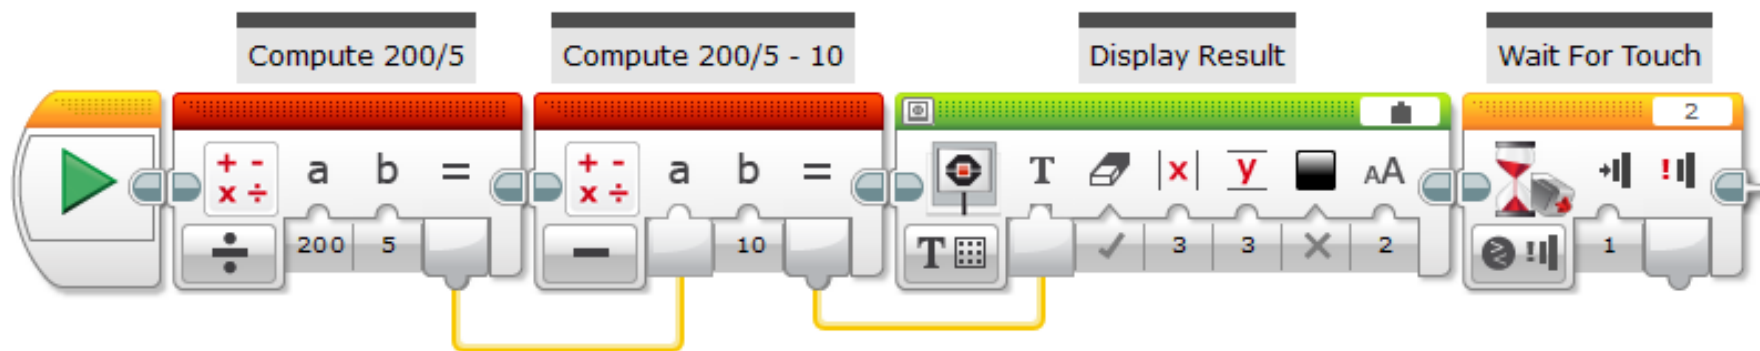 Compute 200/5
Compute 200/5 - 10
Display Result
Wait For Touch
2
+ - x ÷ a b =
+ - x ÷ a b =
T x y AA
! 
÷ 200 5
− 10
T 3 3 2
! 1